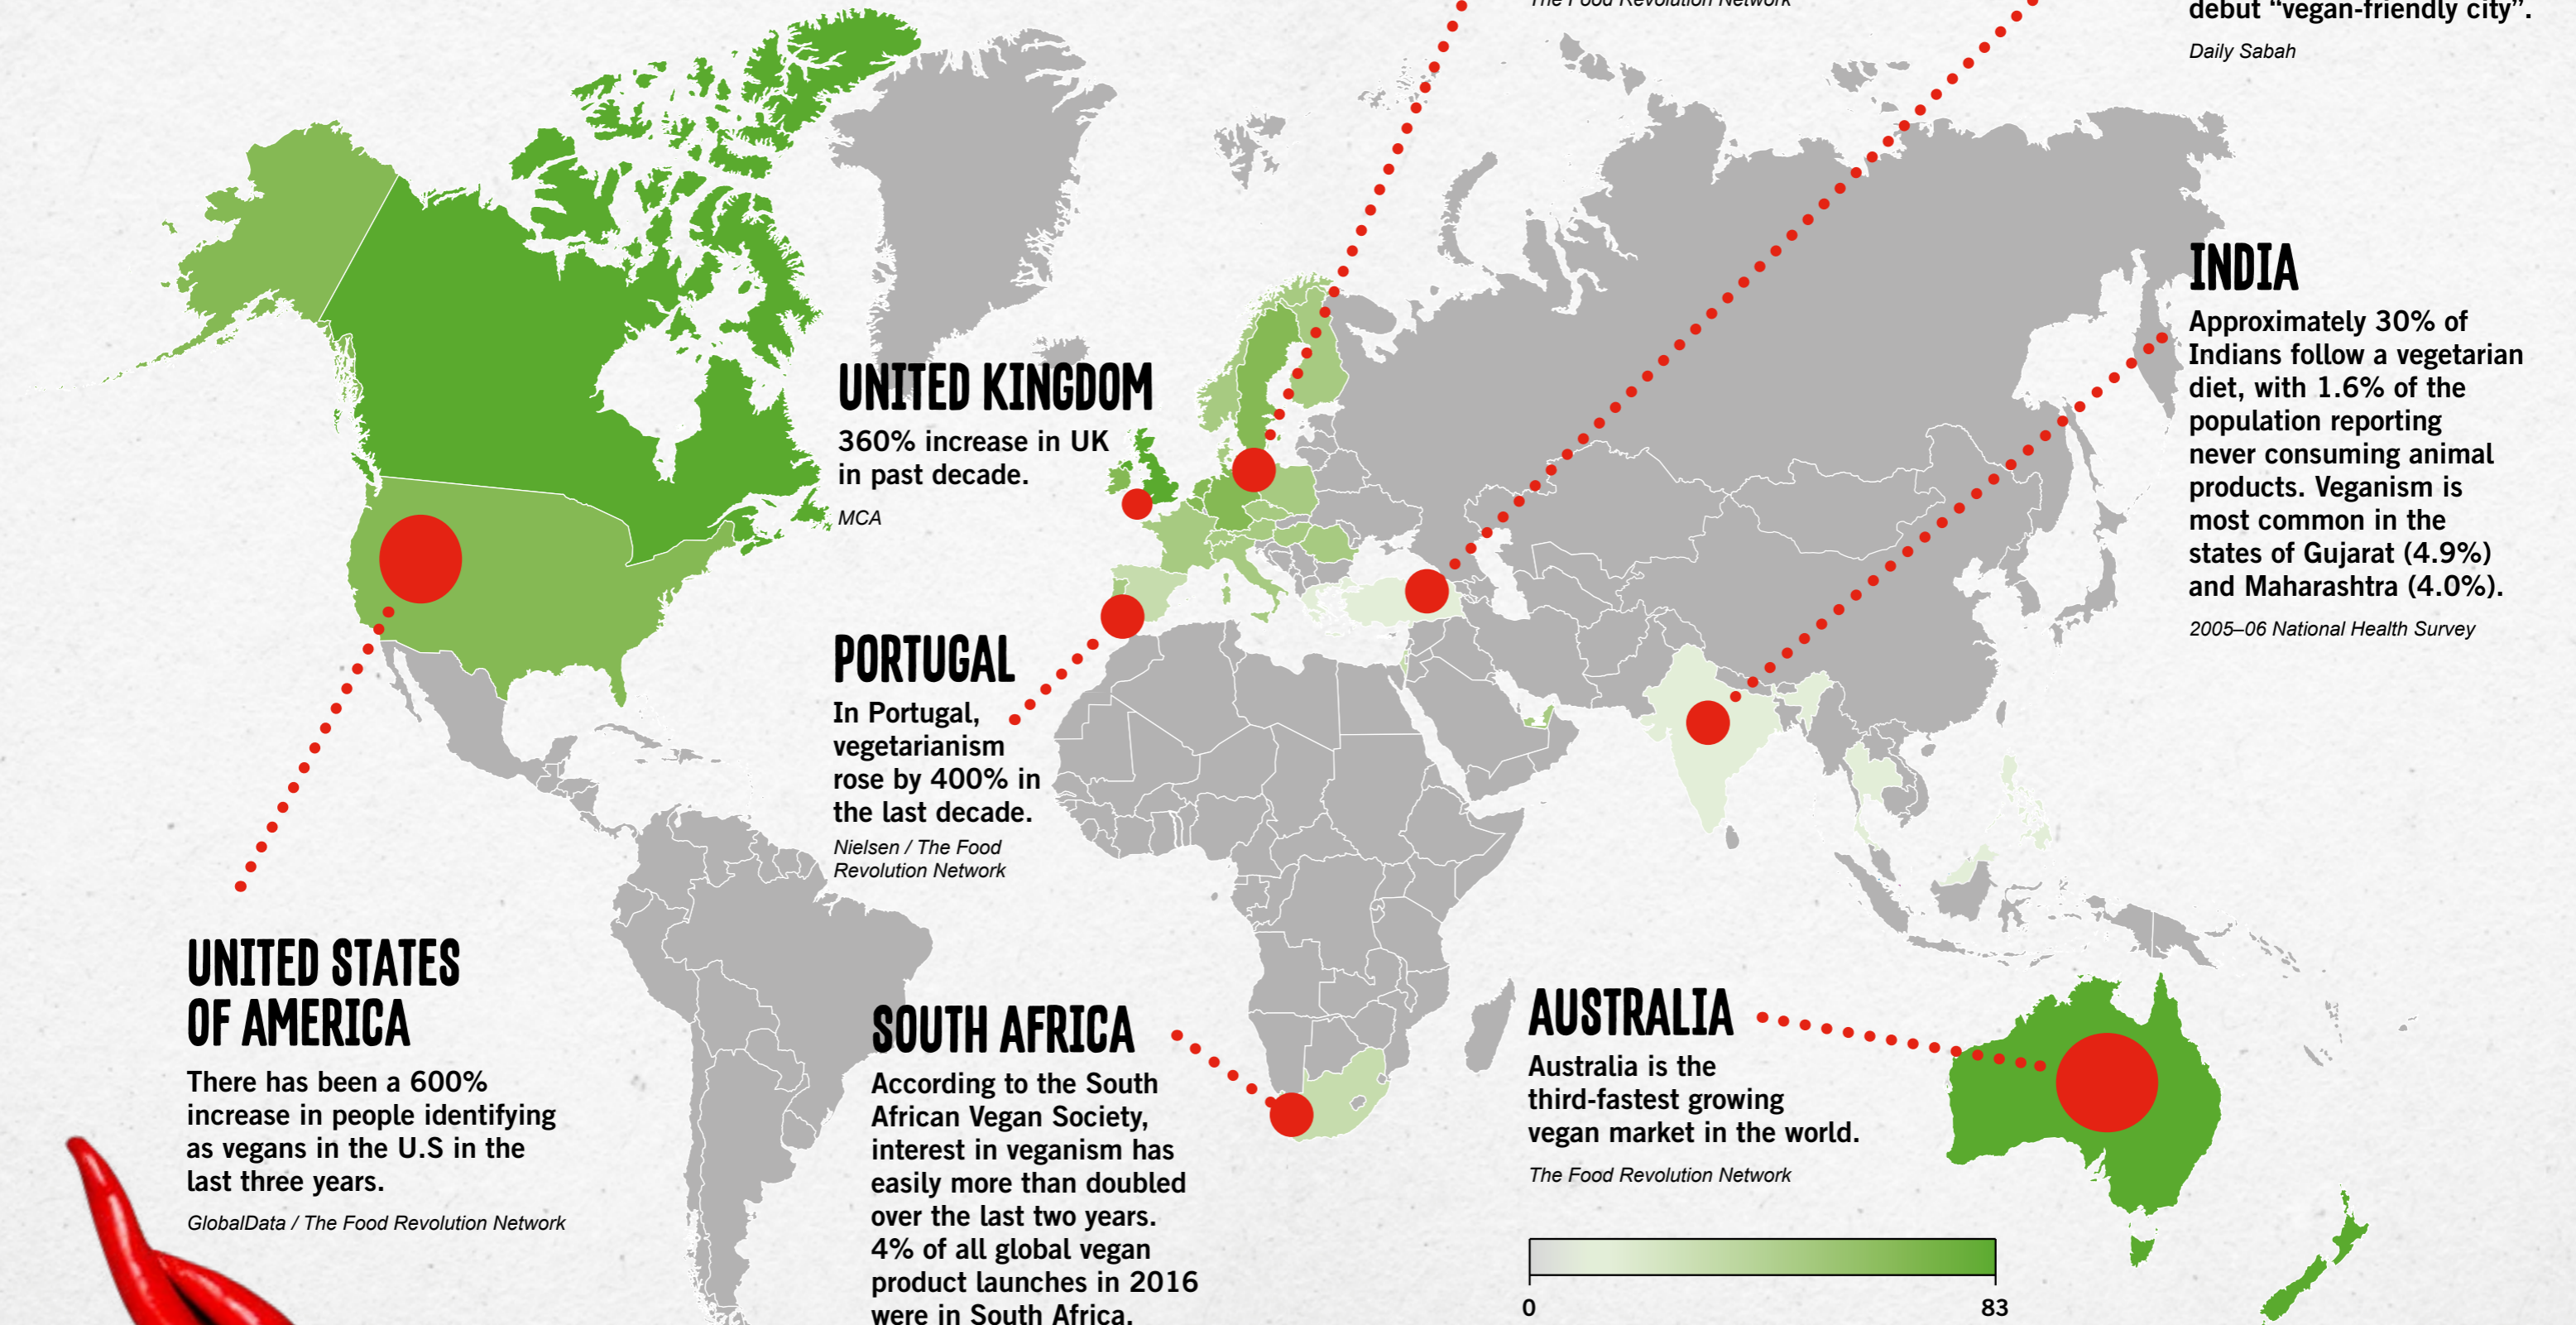 The Food Revolution Network
debut “vegan-friendly city”.
Daily Sabah
INDIA
Approximately 30% of
Indians follow a vegetarian
diet, with 1.6% of the
population reporting
never consuming animal
products. Veganism is
most common in the
states of Gujarat (4.9%)
and Maharashtra (4.0%).
2005–06 National Health Survey
UNITED KINGDOM
360% increase in UK
in past decade.
MCA
PORTUGAL
In Portugal,
vegetarianism
rose by 400% in
the last decade.
Nielsen / The Food
Revolution Network
UNITED STATES
OF AMERICA
There has been a 600%
increase in people identifying
as vegans in the U.S in the
last three years.
GlobalData / The Food Revolution Network
SOUTH AFRICA
According to the South
African Vegan Society,
interest in veganism has
easily more than doubled
over the last two years.
4% of all global vegan
product launches in 2016
were in South Africa.
AUSTRALIA
Australia is the
third-fastest growing
vegan market in the world.
The Food Revolution Network
0 83